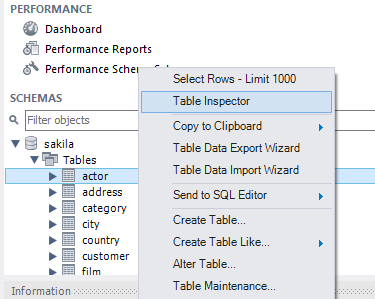 PERFORMANCE
Dashboard
Performance Reports
Performance Schema
Select Rows - Limit 1000
Table Inspector
SCHEMAS
Filter objects
Copy to Clipboard
sakila
Table Data Export Wizard
Tables
Table Data Import Wizard
actor
address
Send to SQL Editor
category
Create Table...
city
country
Create Table Like...
customer
Alter Table...
film
Table Maintenance...
Information